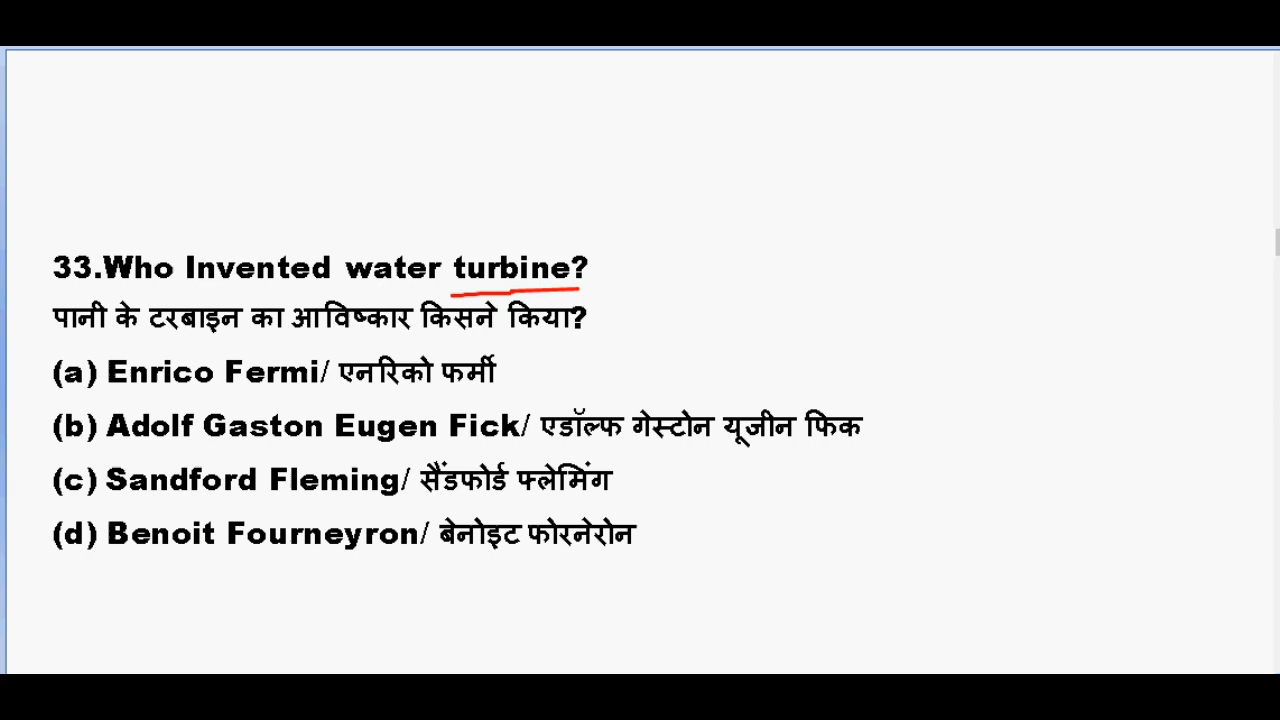 33.Who Invented water turbine?
पानी के टरबाइन का आविष्कार किसने किया?
(a) Enrico Fermi/ एनरिको फर्मी
(b) Adolf Gaston Eugen Fick/ एडॉल्फ गेस्टोन यूजीन फिक
(c) Sandford Fleming/ सैंडफोर्ड फ्लेमिंग
(d) Benoit Fourneyron/ बेनोइट फोरनेरोन